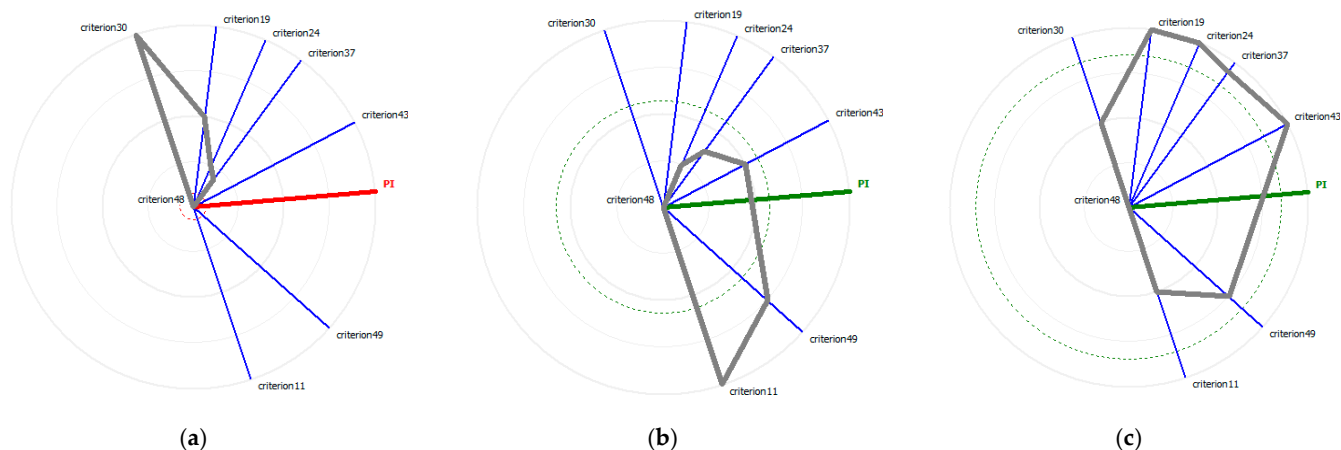 criterion30
criterion19
criterion24
criterion37
criterion43
PI
criterion48
criterion49
criterion11
(a)
criterion30
criterion19
criterion24
criterion37
criterion43
PI
criterion48
criterion49
criterion11
(b)
criterion30
criterion19
criterion24
criterion37
criterion43
PI
criterion48
criterion49
criterion11
(c)